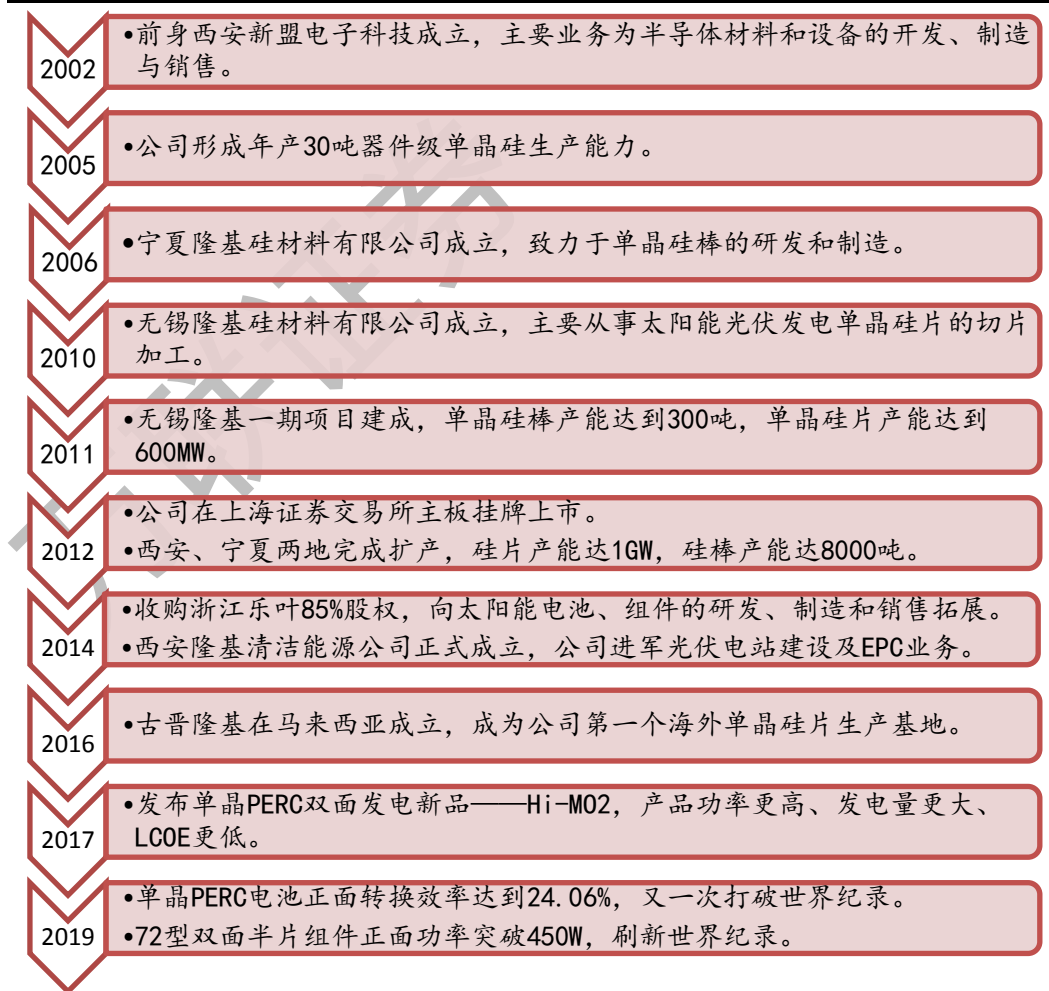 2002
•前身西安新盟电子科技成立，主要业务为半导体材料和设备的开发、制造
与销售。
2005
•公司形成年产30吨器件级单晶硅生产能力。
2006
•宁夏隆基硅材料有限公司成立，致力于单晶硅棒的研发和制造。
2010
•无锡隆基硅材料有限公司成立，主要从事太阳能光伏发电单晶硅片的切片
加工。
2011
•无锡隆基一期项目建成，单晶硅棒产能达到300吨，单晶硅片产能达到
600MW。
2012
•公司在上海证券交易所主板挂牌上市。
•西安、宁夏两地完成扩产，硅片产能达1GW，硅棒产能达8000吨。
2014
•收购浙江乐叶85%股权，向太阳能电池、组件的研发、制造和销售拓展。
•西安隆基清洁能源公司正式成立，公司进军光伏电站建设及EPC业务。
2016
•古晋隆基在马来西亚成立，成为公司第一个海外单晶硅片生产基地。
2017
•发布单晶PERC双面发电新品——Hi-MO2，产品功率更高、发电量更大、
LCOE更低。
2019
•单晶PERC电池正面转换效率达到24.06%，又一次打破世界纪录。
•72型双面半片组件正面功率突破450W，刷新世界纪录。
万联证券